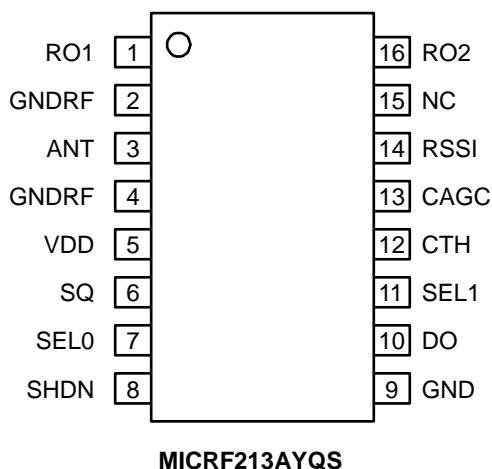 RO1 1 16 RO2
GNDRF 2 15 NC
ANT 3 14 RSSI
GNDRF 4 13 CAGC
VDD 5 12 CTH
SQ 6 11 SEL1
SEL0 7 10 DO
SHDN 8 9 GND
MICRF213AYQS